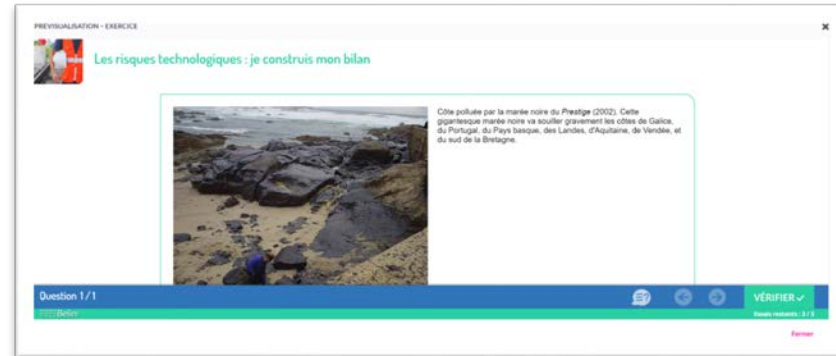 PREVISUALISATION - EXERCICE
Les risques technologiques : je construis mon bilan
Côte polluée par la marée noire du Prestige (2002). Cette
gigantesque marée noire va souiller gravement les côtes de Galice,
du Portugal, du Pays basque, des Landes, d'Aquitaine, de Vendée, et
du sud de la Bretagne.
Question 1/1
VÉRIFIER
Essais restants : 3 / 3
Fermer